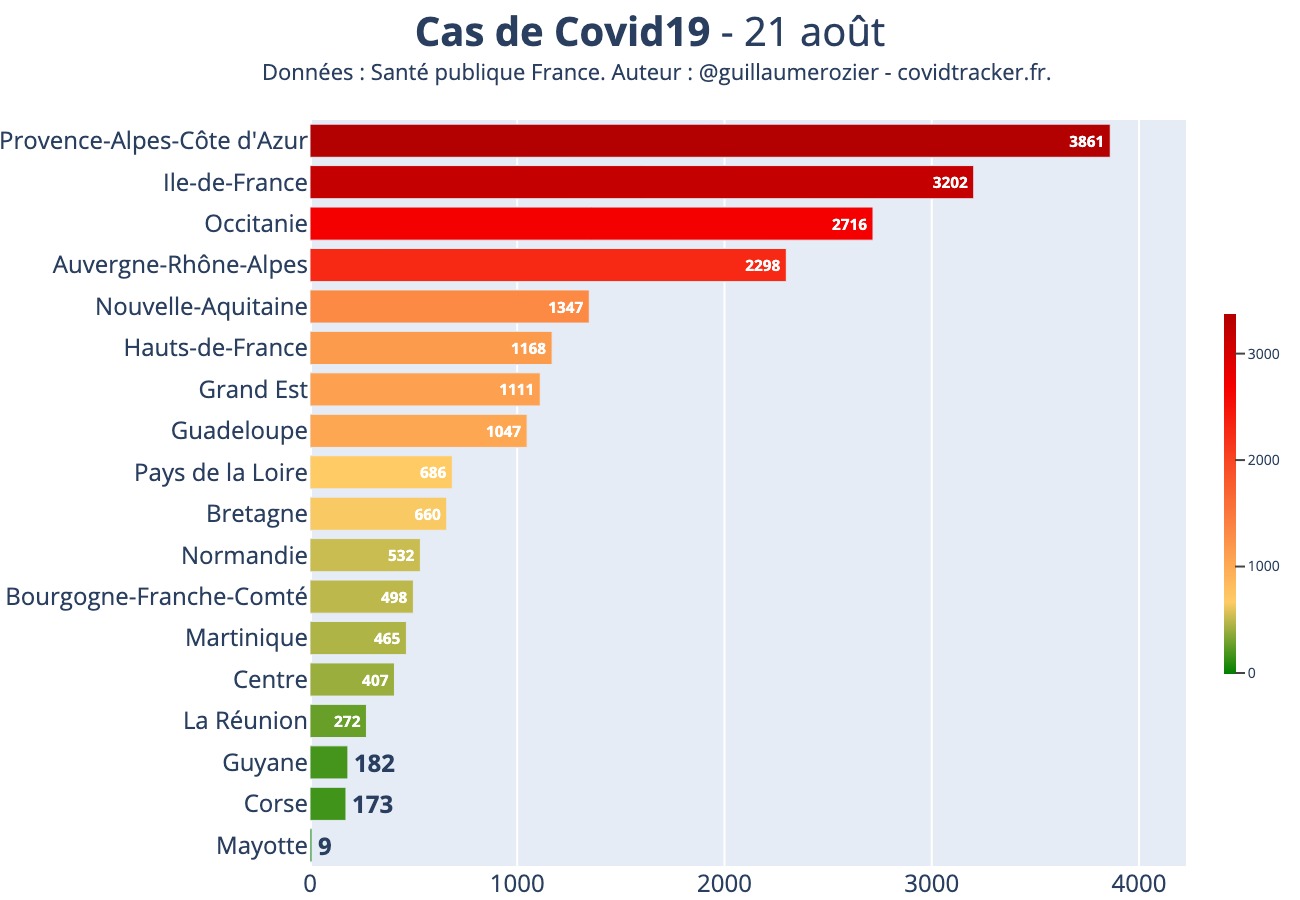 Cas de Covid19 - 21 août
Données : Santé publique France. Auteur : @guillaumerozier - covidtracker.fr.
Provence-Alpes-Côte d'Azur 3861
Ile-de-France 3202
Occitanie 2716
Auvergne-Rhône-Alpes 2298
Nouvelle-Aquitaine 1347
Hauts-de-France 1168
Grand Est 1111
Guadeloupe 1047
Pays de la Loire 686
Bretagne 660
Normandie 532
Bourgogne-Franche-Comté 498
Martinique 465
Centre 407
La Réunion 272
Guyane 182
Corse 173
Mayotte 9
0 1000 2000 3000 4000
3000
2000
1000
0